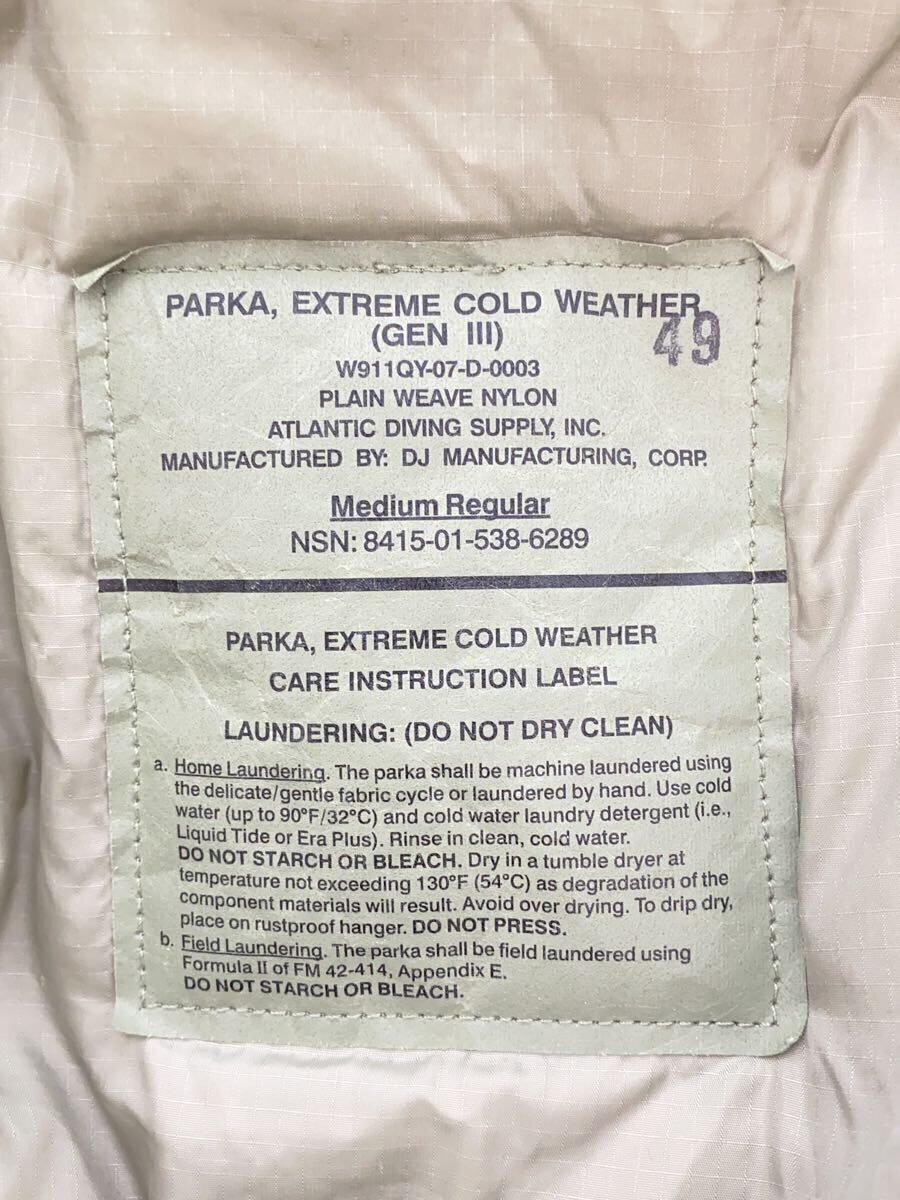 PARKA, EXTREME COLD WEATHER
(GEN III)
49
W911QY-07-D-0003
PLAIN WEAVE NYLON
ATLANTIC DIVING SUPPLY, INC.
MANUFACTURED BY: DJ MANUFACTURING, CORP.
Medium Regular
NSN: 8415-01-538-6289
PARKA, EXTREME COLD WEATHER
CARE INSTRUCTION LABEL
LAUNDERING: (DO NOT DRY CLEAN)
a. Home Laundering. The parka shall be machine laundered using
the delicate/gentle fabric cycle or laundered by hand. Use cold
water (up to 90°F/32°C) and cold water laundry detergent (i.e.,
Liquid Tide or Era Plus). Rinse in clean, cold water.
DO NOT STARCH OR BLEACH. Dry in a tumble dryer at
temperature not exceeding 130°F (54°C) as degradation of the
component materials will result. Avoid over drying. To drip dry,
place on rustproof hanger. DO NOT PRESS.
b. Field Laundering. The parka shall be field laundered using
Formula II of FM 42-414, Appendix E.
DO NOT STARCH OR BLEACH.